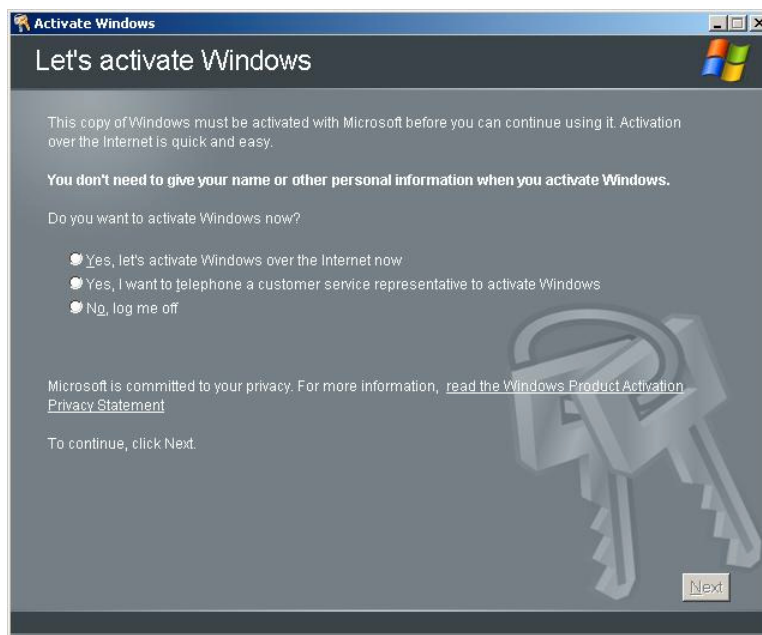 Activate Windows
Let's activate Windows
This copy of Windows must be activated with Microsoft before you can continue using it. Activation
over the Internet is quick and easy.
You don't need to give your name or other personal information when you activate Windows.
Do you want to activate Windows now?
Yes, let's activate Windows over the Internet now
Yes, I want to telephone a customer service representative to activate Windows
No, log me off
Microsoft is committed to your privacy. For more information, read the Windows Product Activation
Privacy Statement
To continue, click Next.
Next